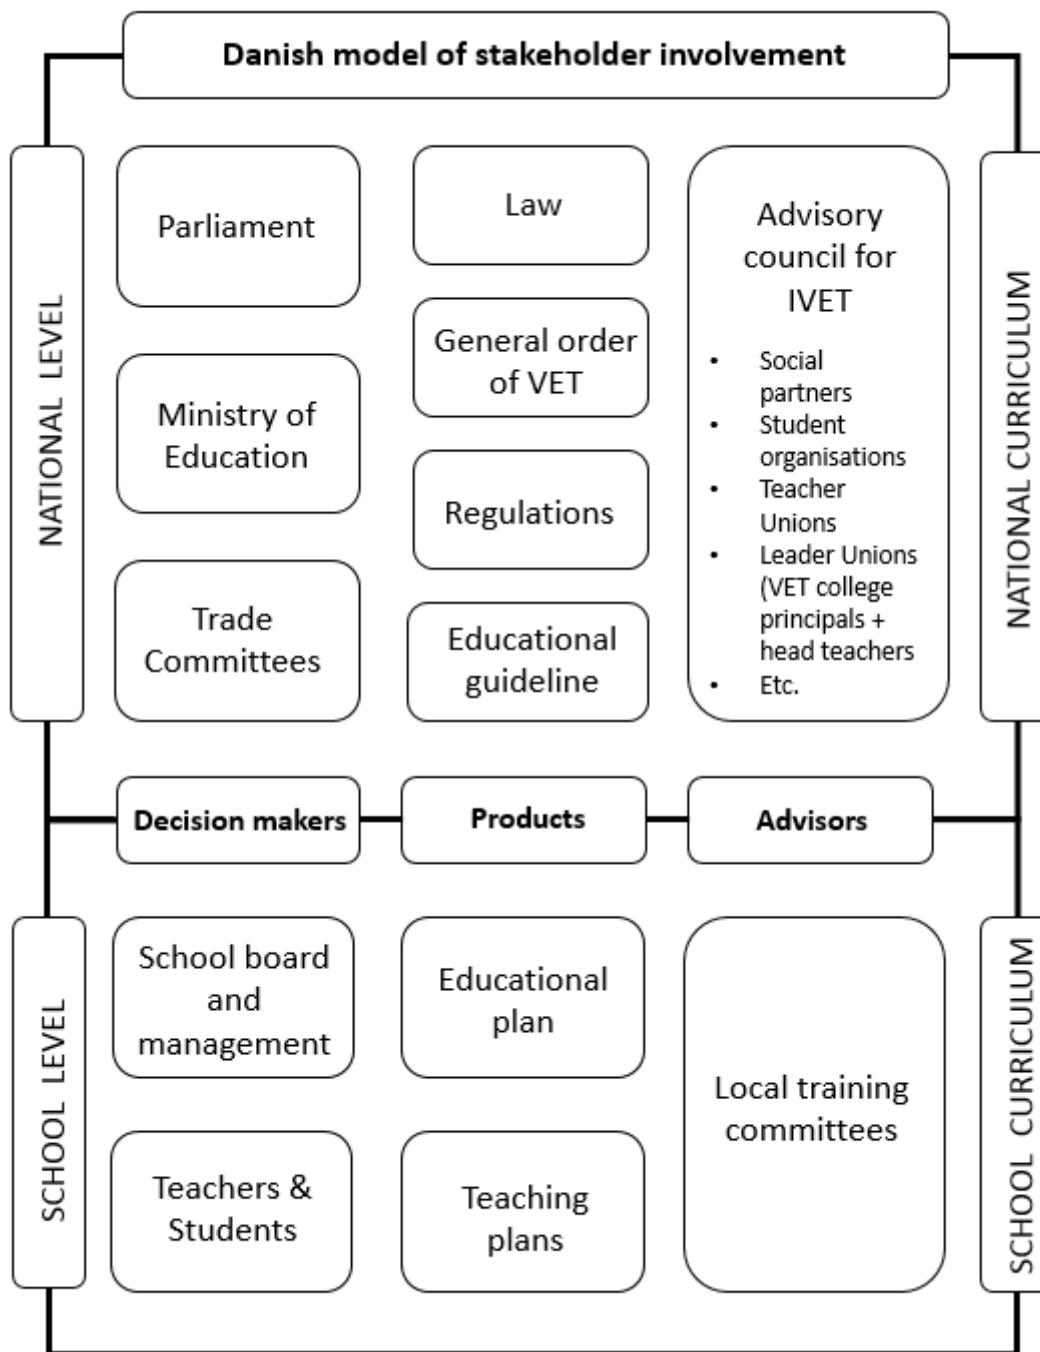 Danish model of stakeholder involvement
NATIONAL LEVEL
Parliament
Ministry of
Education
Trade
Committees
Law
General order
of VET
Regulations
Educational
guideline
Advisory
council for
IVET
• Social
partners
• Student
organisations
• Teacher
Unions
• Leader Unions
(VET college
principals +
head teachers
• Etc.
NATIONAL CURRICULUM
Decision makers
Products
Advisors
SCHOOL LEVEL
School board
and
management
Teachers &
Students
Educational
plan
Teaching
plans
Local training
committees
SCHOOL CURRICULUM